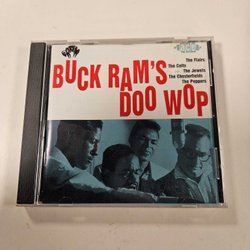 BUCK RAM'S
DOO WOP
The Flairs
The Colts
The Jewels
The Chesterfields
The Peppers